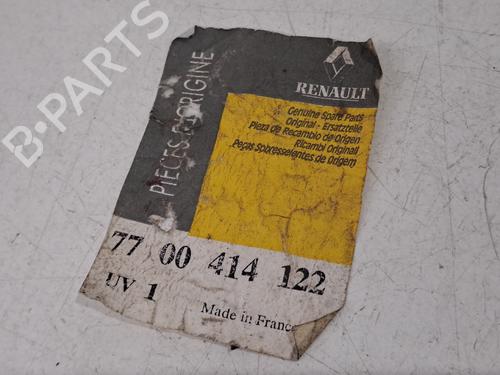 B-PARTS
RENAULT
PIECES D'ORIGINE
Genuine Spare Parts
Original - Ersatzteile
Pieza de Recambio de Origen
Ricambi Originali
Peças Sobresselentes de Origem
77 00 414 122
UV 1
Made in France